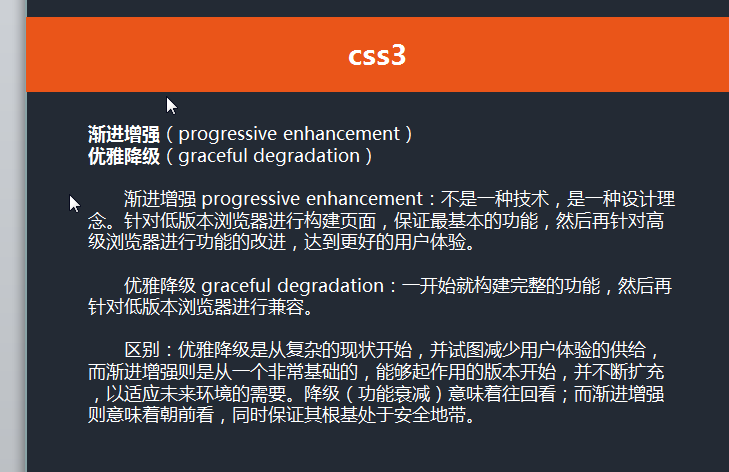 css3
渐进增强（progressive enhancement）
优雅降级（graceful degradation）
渐进增强 progressive enhancement：不是一种技术，是一种设计理
念。针对低版本浏览器进行构建页面，保证最基本的功能，然后再针对高
级浏览器进行功能的改进，达到更好的用户体验。
优雅降级 graceful degradation：一开始就构建完整的功能，然后再
针对低版本浏览器进行兼容。
区别：优雅降级是从复杂的现状开始，并试图减少用户体验的供给，
而渐进增强则是从一个非常基础的，能够起作用的版本开始，并不断扩充
，以适应未来环境的需要。降级（功能衰减）意味着往回看；而渐进增强
则意味着朝前看，同时保证其根基处于安全地带。